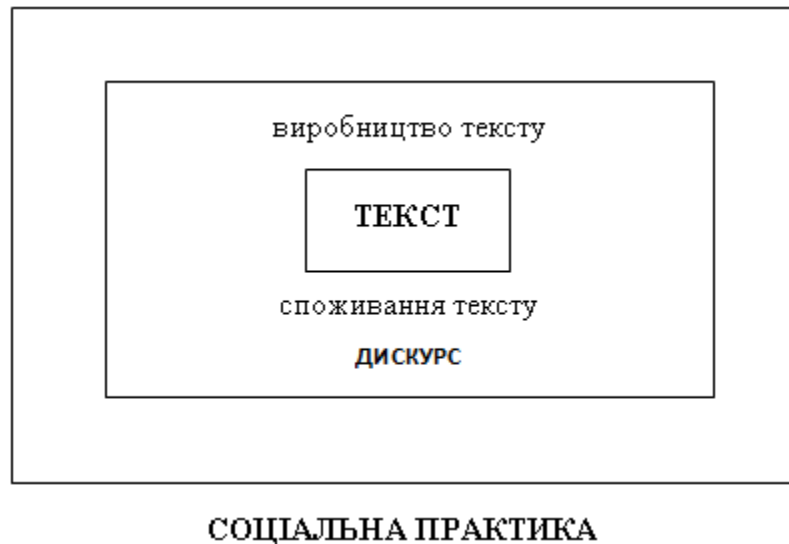 виробництво тексту
ТЕКСТ
споживання тексту
ДИСКУРС
СОЦІАЛЬНА ПРАКТИКА